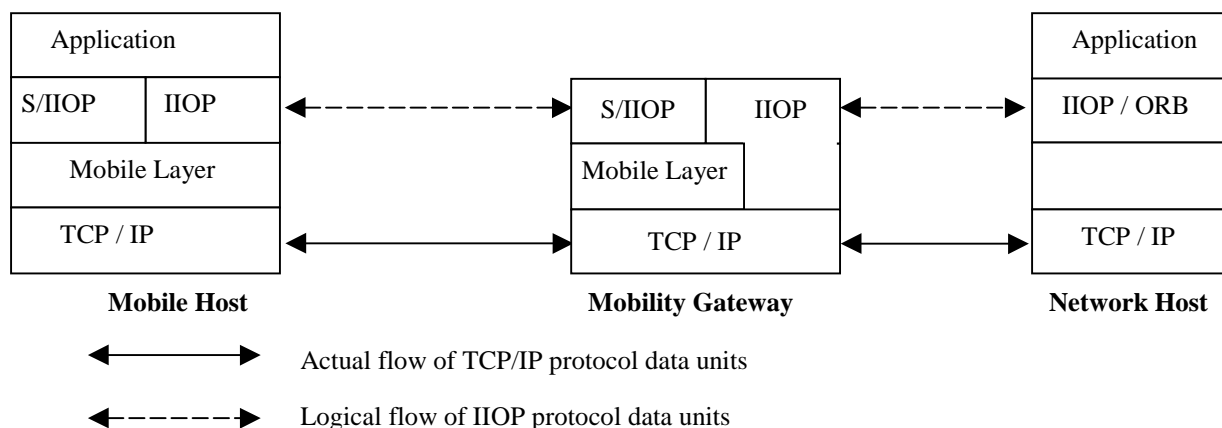 Application
S/IIOP IIOP
Mobile Layer
TCP / IP
Mobile Host
S/IIOP IIOP
Mobile Layer
TCP / IP
Mobility Gateway
Application
IIOP / ORB
TCP / IP
Network Host
Actual flow of TCP/IP protocol data units
Logical flow of IIOP protocol data units